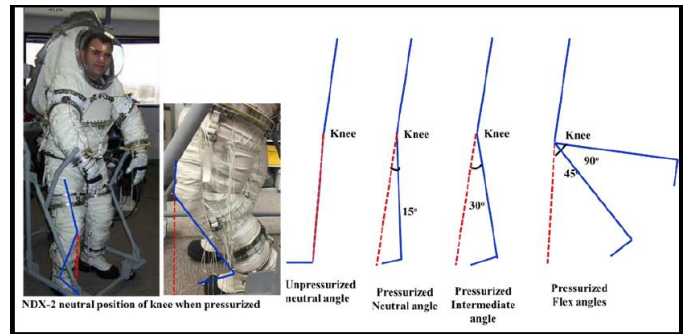 NDX-2 neutral position of knee when pressurized
Knee
Unpressurized
neutral angle
Knee
15°
Pressurized
Neutral angle
Knee
30°
Pressurized
Intermediate
angle
Knee
90°
45°
Pressurized
Flex angles